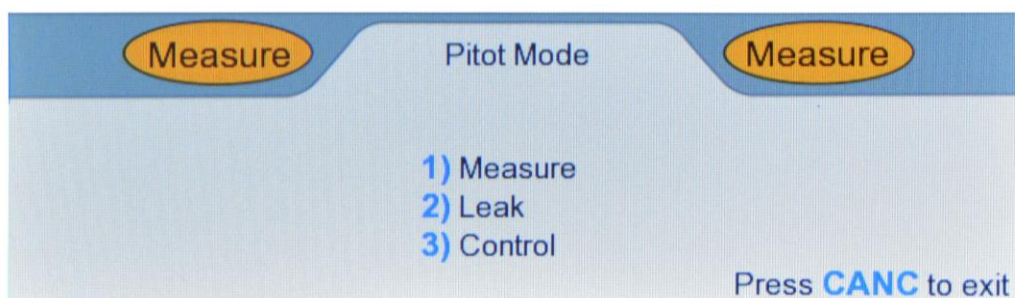 Measure Pitot Mode Measure
1) Measure
2) Leak
3) Control
Press CANC to exit